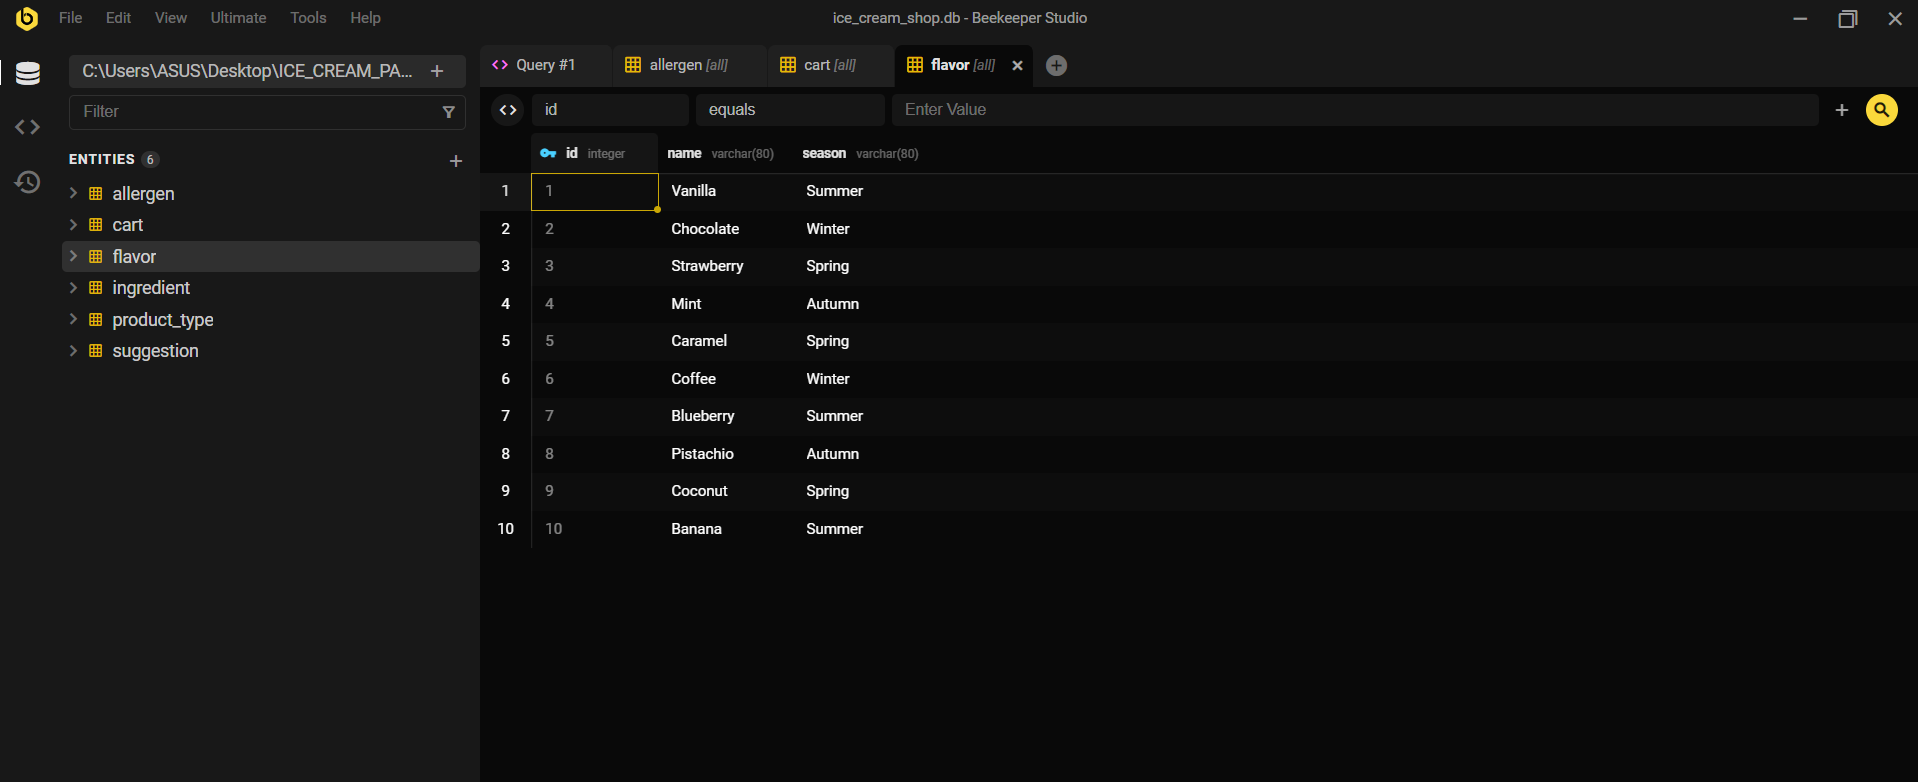 File Edit View Ultimate Tools Help ice_cream_shop.db - Beekeeper Studio
C:\Users\ASUS\Desktop\ICE_CREAM_PA...
Filter
ENTITIES 6
allergen
cart
flavor
ingredient
product_type
suggestion
Query #1 allergen [all] cart [all] flavor [all]
id equals Enter Value
id integer name varchar(80) season varchar(80)
1 1 Vanilla Summer
2 2 Chocolate Winter
3 3 Strawberry Spring
4 4 Mint Autumn
5 5 Caramel Spring
6 6 Coffee Winter
7 7 Blueberry Summer
8 8 Pistachio Autumn
9 9 Coconut Spring
10 10 Banana Summer